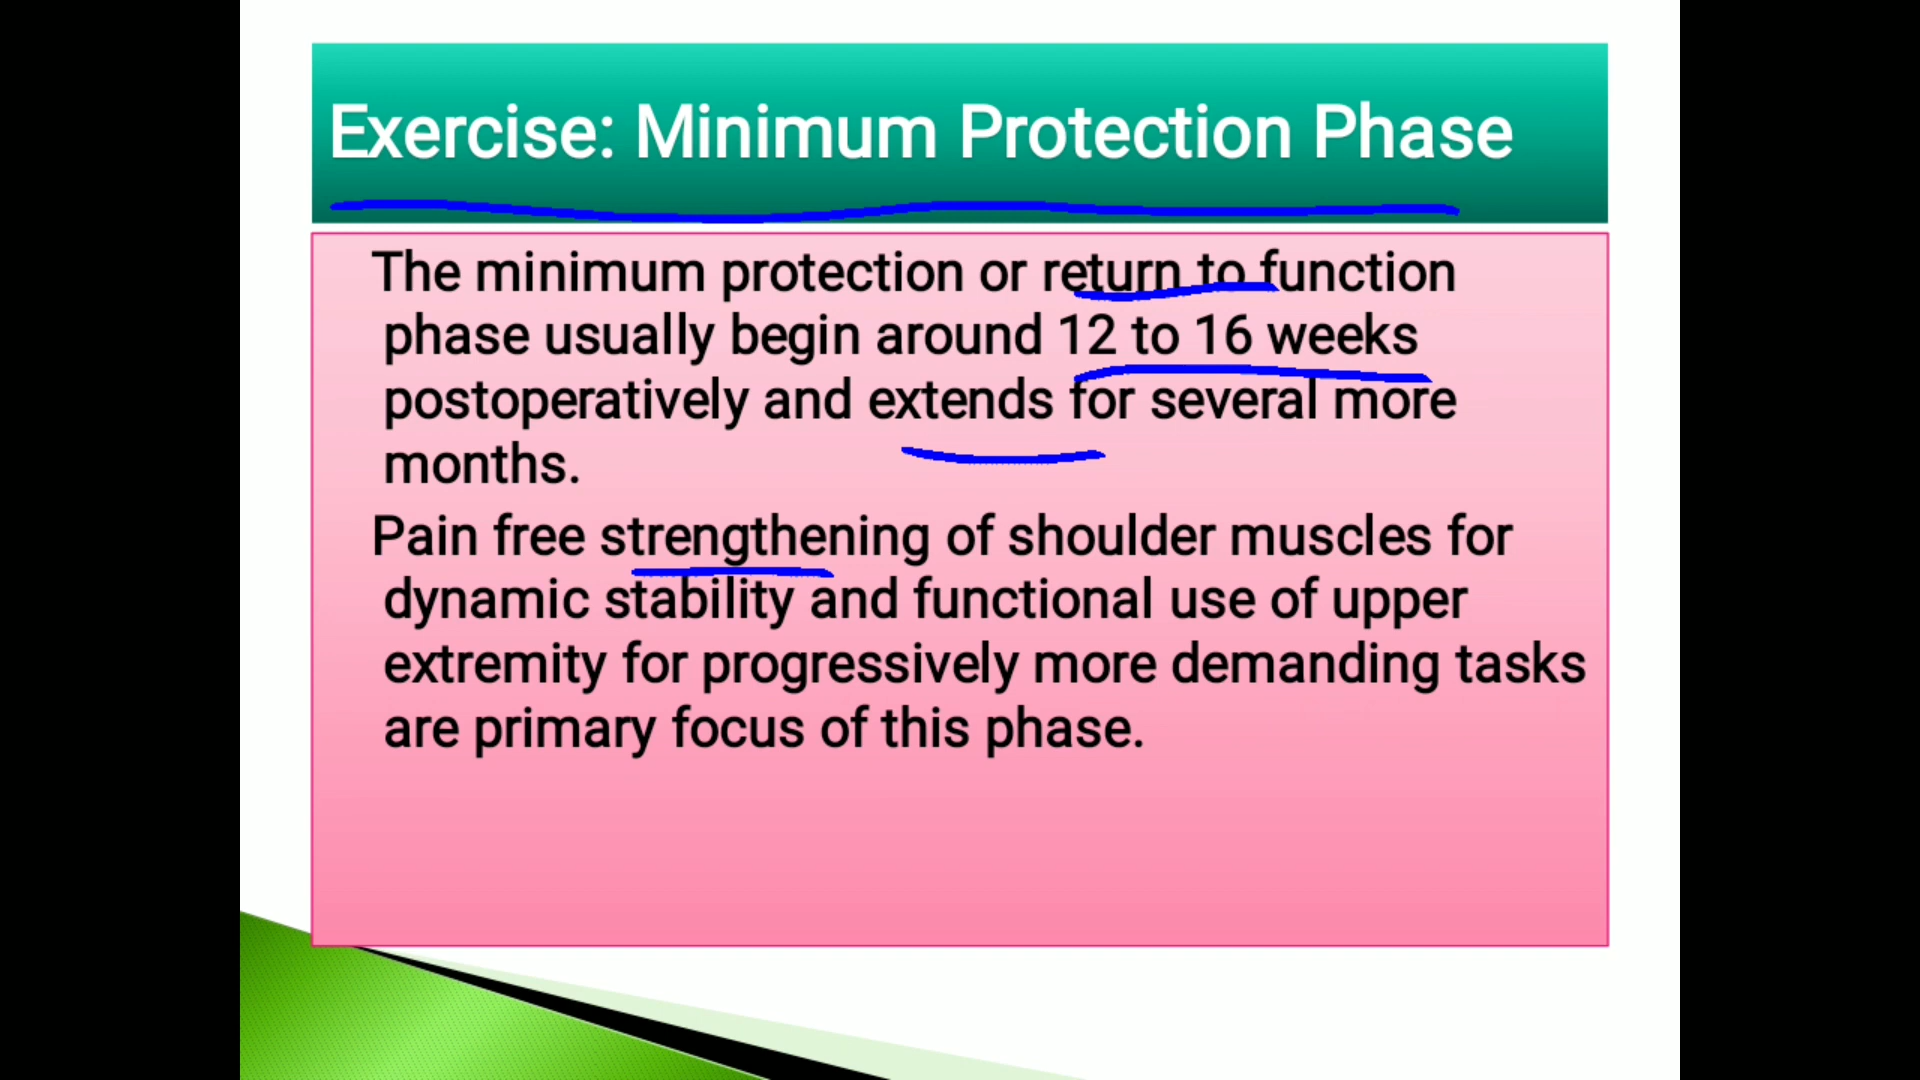 Exercise: Minimum Protection Phase
The minimum protection or return to function
phase usually begin around 12 to 16 weeks
postoperatively and extends for several more
months.
Pain free strengthening of shoulder muscles for
dynamic stability and functional use of upper
extremity for progressively more demanding tasks
are primary focus of this phase.